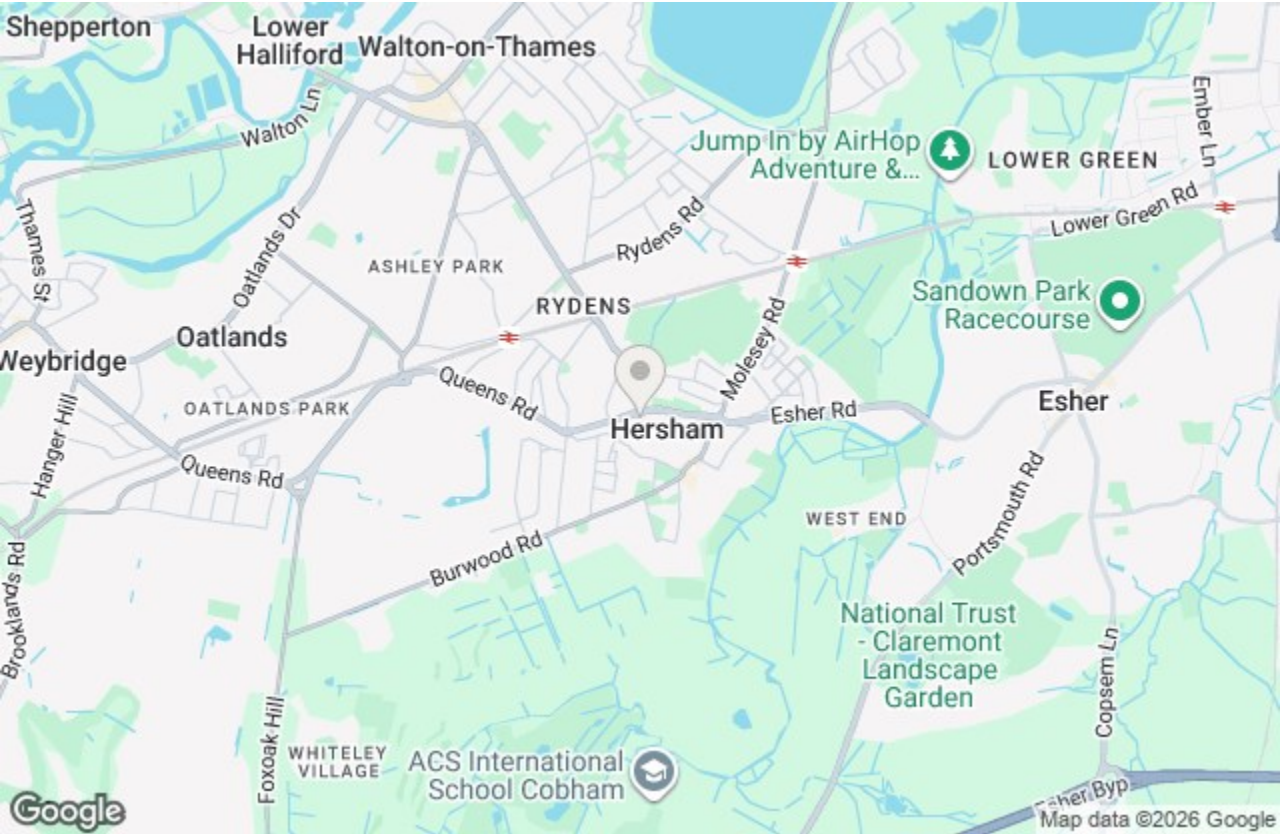 Shepperton
Lower
Halliford
Walton-on-Thames
Walton Ln
Ember Ln
Jump In by AirHop
Adventure &...
LOWER GREEN
Thames St
Oatlands Dr
Rydens Rd
Lower Green Rd
ASHLEY PARK
RYDENS
Sandown Park
Racecourse
Oatlands
Weybridge
Molesey Rd
Queens Rd
OATLANDS PARK
Hersham
Esher Rd
Esher
Hanger Hill
Queens Rd
WEST END
Portsmouth Rd
Burwood Rd
Brooklands Rd
National Trust
- Claremont
Landscape
Garden
Copsem Ln
Foxoak Hill
WHITELEY
VILLAGE
ACS International
School Cobham
Esher Byp
Google
Map data ©2026 Google